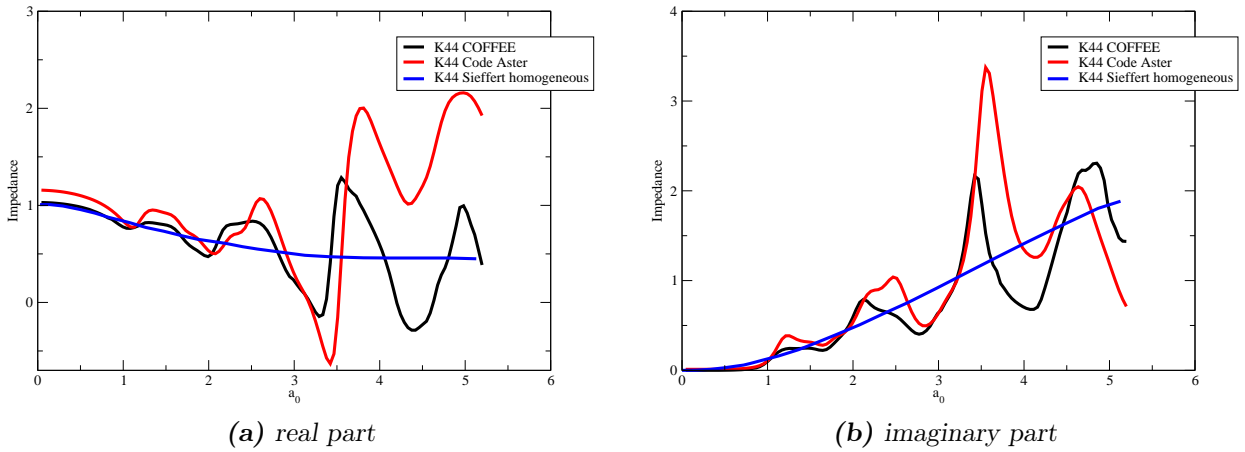 3
2
1
0
Impedance
0
1
2
3
4
5
6
a0
K44 COFFEE
K44 Code Aster
K44 Sieffert homogeneous
(a) real part
4
3
2
1
0
Impedance
0
1
2
3
4
5
6
a0
K44 COFFEE
K44 Code Aster
K44 Sieffert homogeneous
(b) imaginary part